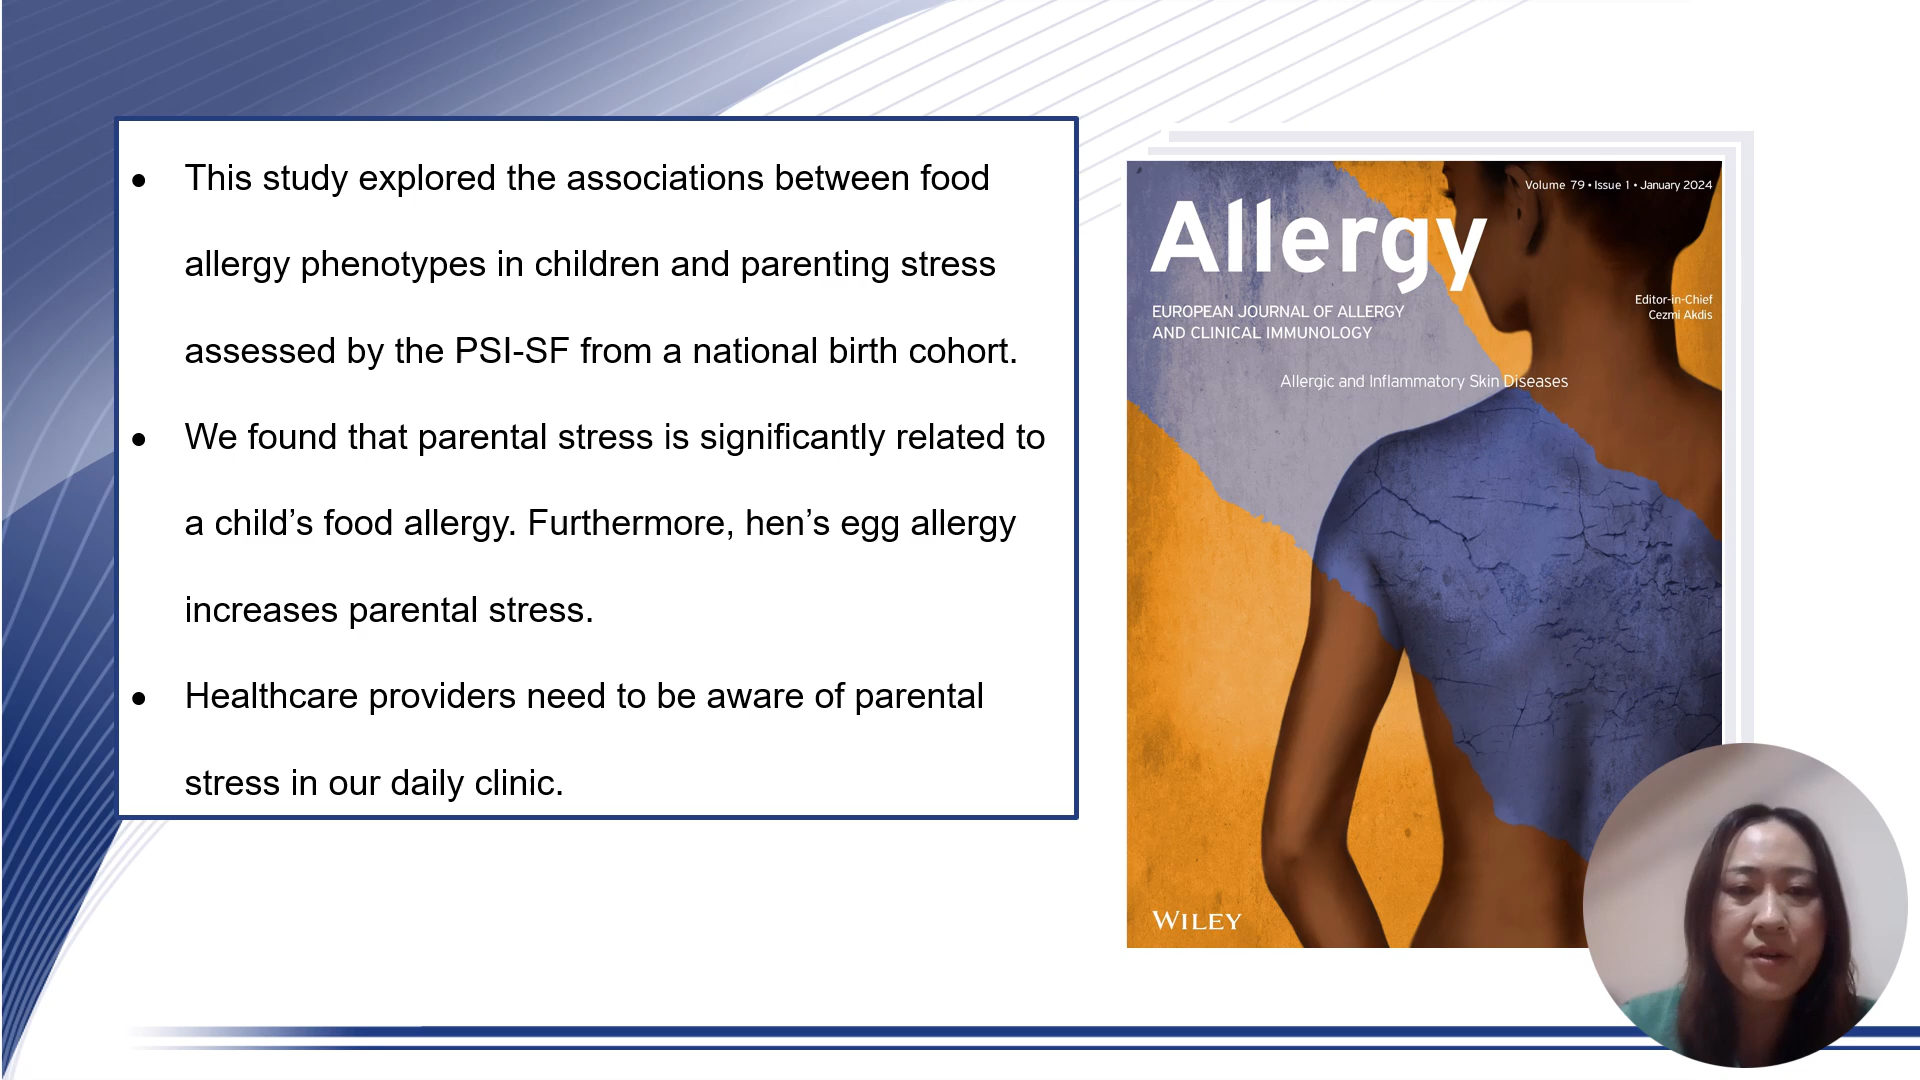 • This study explored the associations between food
allergy phenotypes in children and parenting stress
assessed by the PSI-SF from a national birth cohort.
• We found that parental stress is significantly related to
a child’s food allergy. Furthermore, hen’s egg allergy
increases parental stress.
• Healthcare providers need to be aware of parental
stress in our daily clinic.
Volume 79 • Issue 1 • January 2024
Allergy
EUROPEAN JOURNAL OF ALLERGY
AND CLINICAL IMMUNOLOGY
Editor-in-Chief
Cezmi Akdis
Allergic and Inflammatory Skin Diseases
WILEY